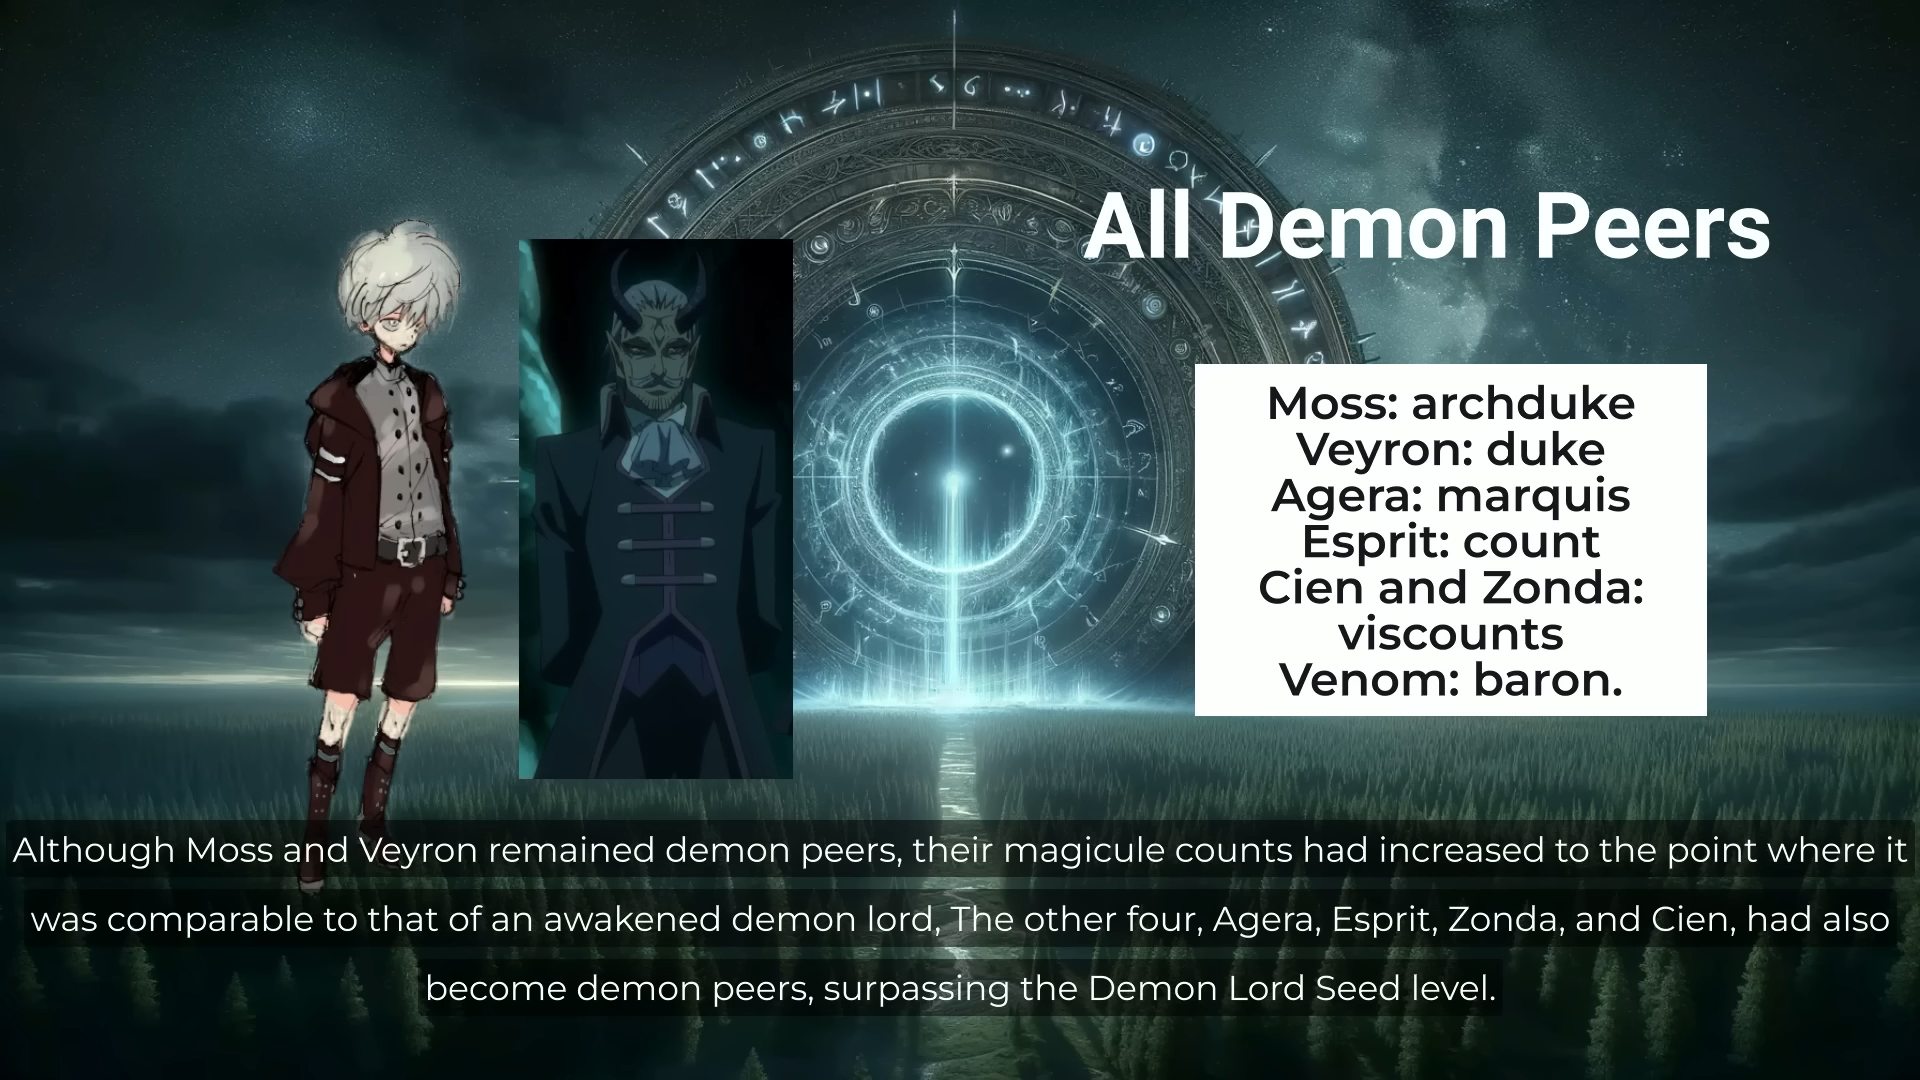 All Demon Peers
Moss: archduke
Veyron: duke
Agera: marquis
Esprit: count
Cien and Zonda:
viscounts
Venom: baron.
Although Moss and Veyron remained demon peers, their magicule counts had increased to the point where it
was comparable to that of an awakened demon lord, The other four, Agera, Esprit, Zonda, and Cien, had also
become demon peers, surpassing the Demon Lord Seed level.